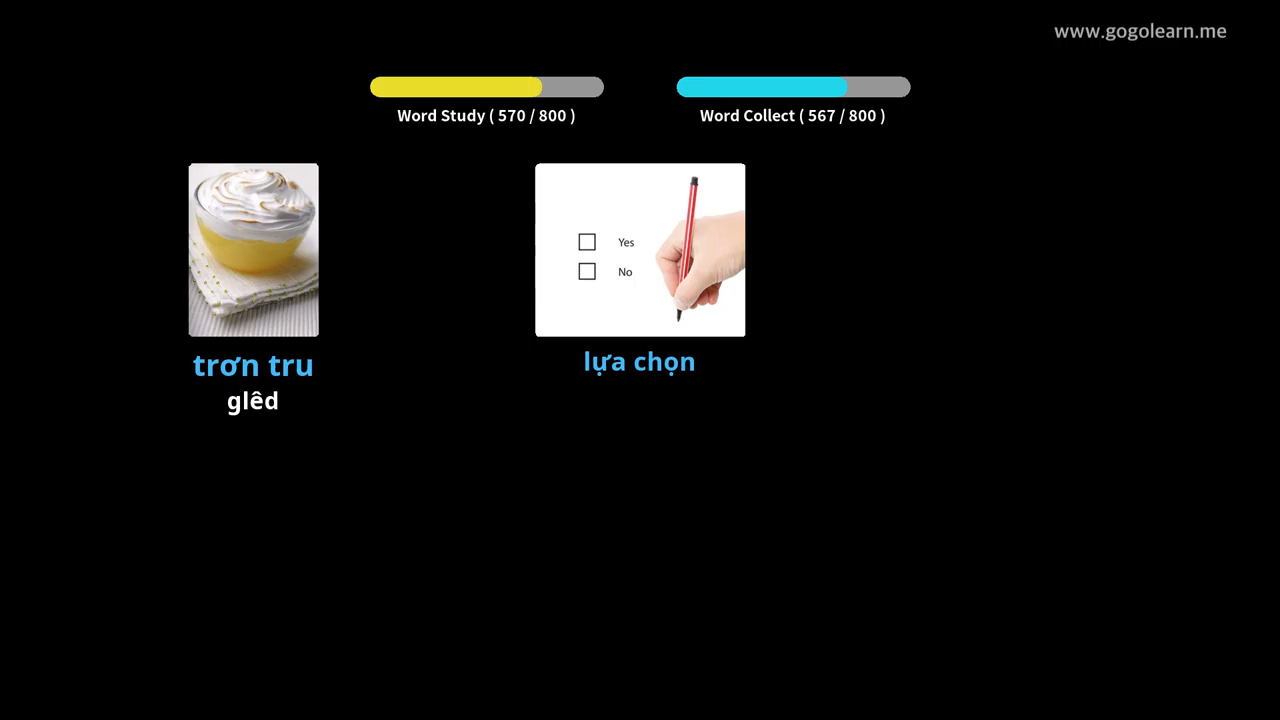 www.gogolearn.me
Word Study ( 570 / 800 )
Word Collect ( 567 / 800 )
Yes
No
trơn tru
glêd
lựa chọn